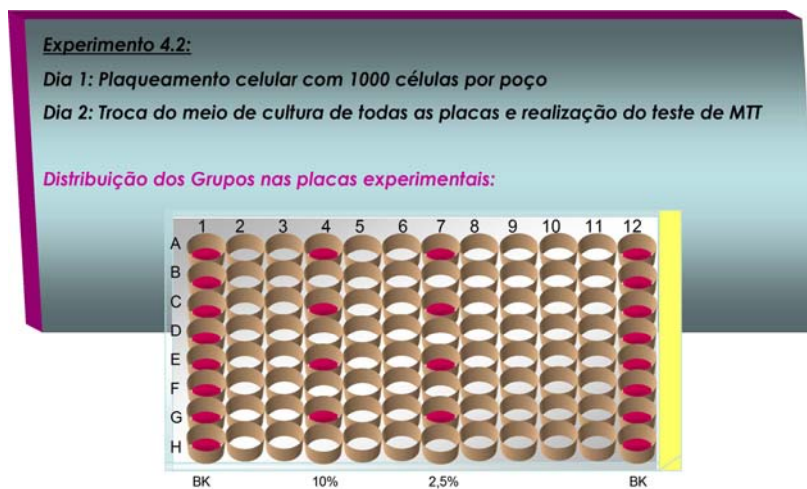 Experimento 4.2:
Dia 1: Plaqueamento celular com 1000 células por poço
Dia 2: Troca do meio de cultura de todas as placas e realização do teste de MTT
Distribuição dos Grupos nas placas experimentais:
1 2 3 4 5 6 7 8 9 10 11 12
A
B
C
D
E
F
G
H
BK 10% 2,5% BK